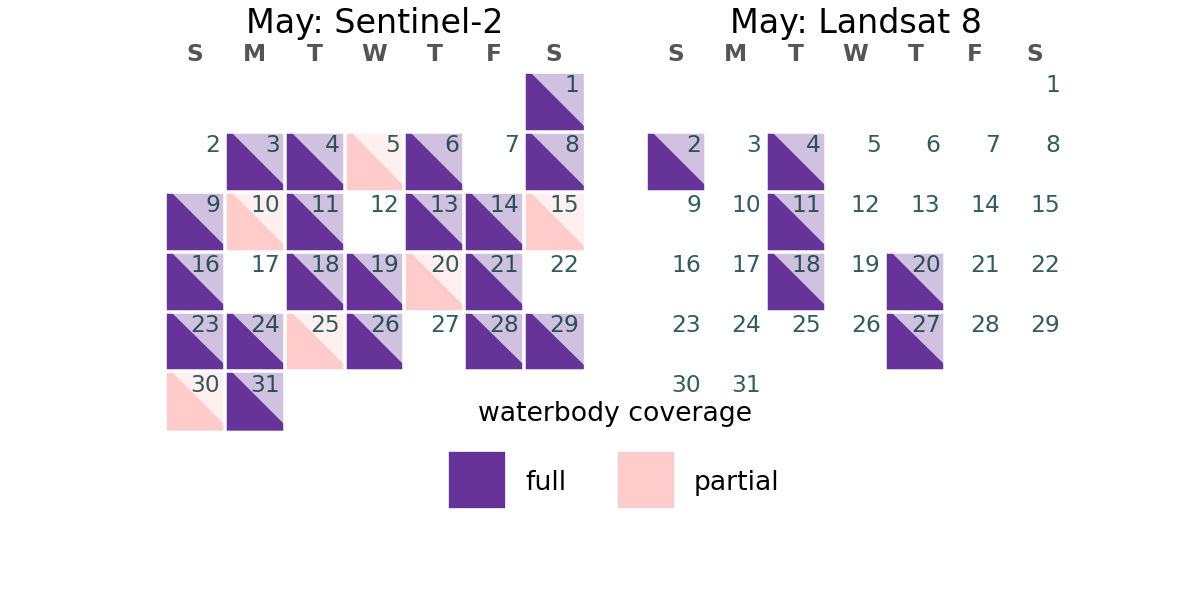 May: Sentinel-2
S M T W T F S
1
2 3 4 5 6 7 8
9 10 11 12 13 14 15
16 17 18 19 20 21 22
23 24 25 26 27 28 29
30 31
May: Landsat 8
S M T W T F S
1
2 3 4 5 6 7 8
9 10 11 12 13 14 15
16 17 18 19 20 21 22
23 24 25 26 27 28 29
30 31
waterbody coverage
full partial